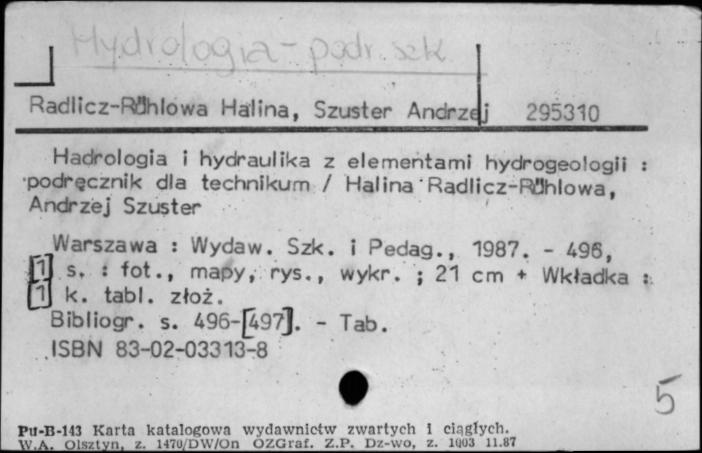 Hydrologia - podr. szk
Radlicz-Rühlowa Halina, Szuster Andrzej 295310
Hadrologia i hydraulika z elementami hydrogeologii :
podręcznik dla technikum / Halina Radlicz-Rühlowa,
Andrzej Szuster
Warszawa : Wydaw. Szk. i Pedag., 1987. - 496,
[1] s. : fot., mapy, rys., wykr. ; 21 cm + Wkładka :
[1] k. tabl. złoż.
Bibliogr. s. 496-[497]. - Tab.
ISBN 83-02-03313-8
5
Pu-B-143 Karta katalogowa wydawnictw zwartych i ciągłych.
W.A. Olsztyn, z. 1470/DW/On OZGraf. Z.P. Dz-wo, z. 1003 11.87